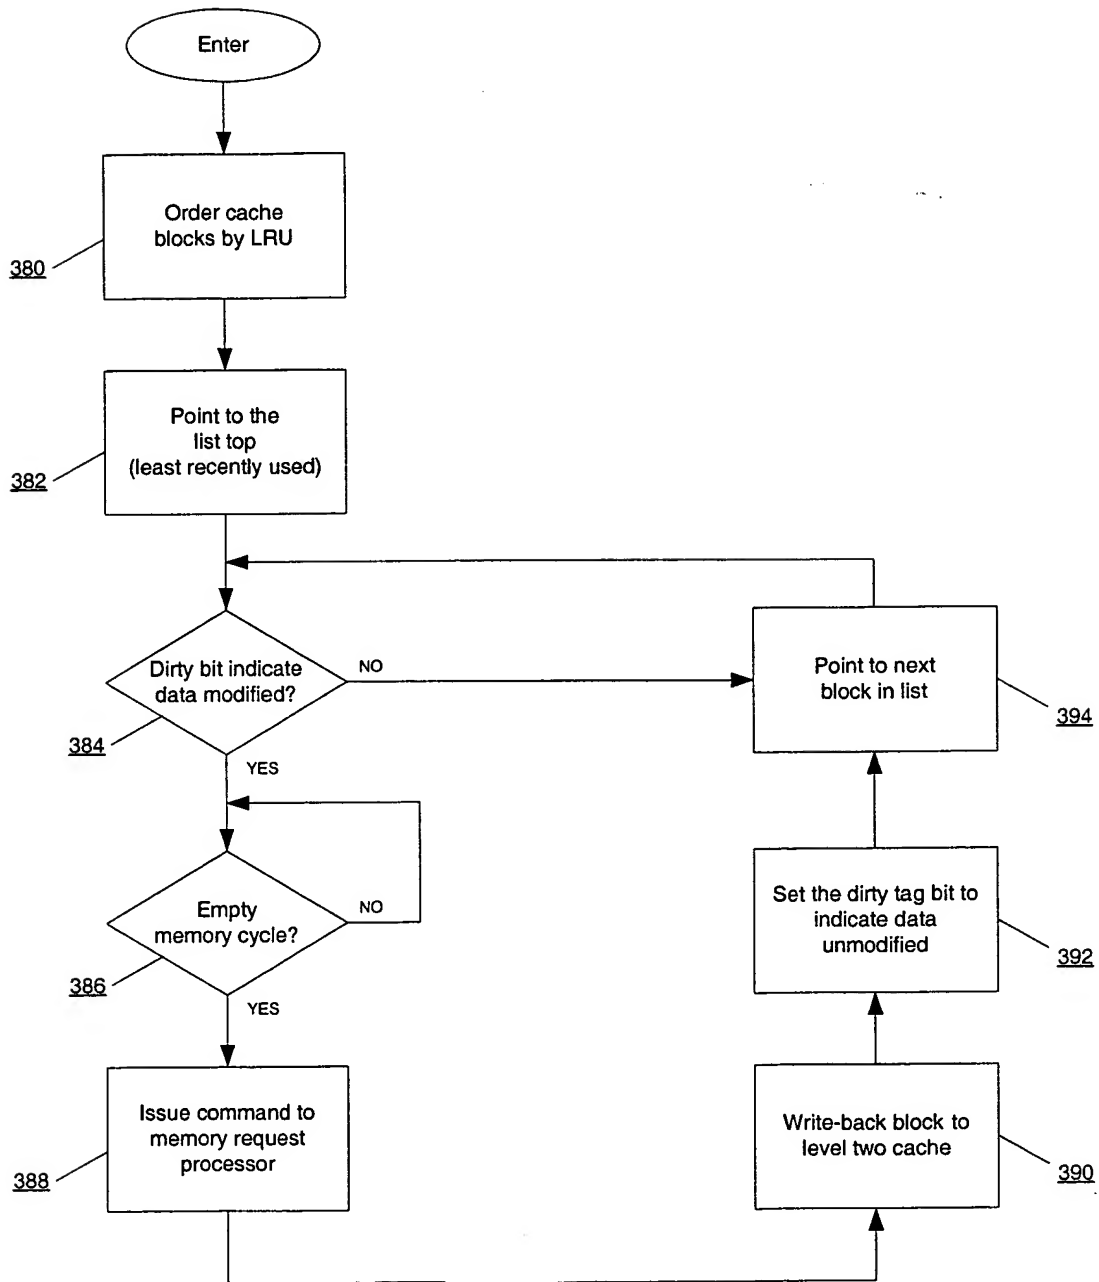 Enter
Order cache
blocks by LRU
380
Point to the
list top
(least recently used)
382
Dirty bit indicate
data modified?
NO
384
YES
Point to next
block in list
394
Empty
memory cycle?
NO
386
YES
Set the dirty tag bit to
indicate data
unmodified
392
Issue command to
memory request
processor
388
Write-back block to
level two cache
390